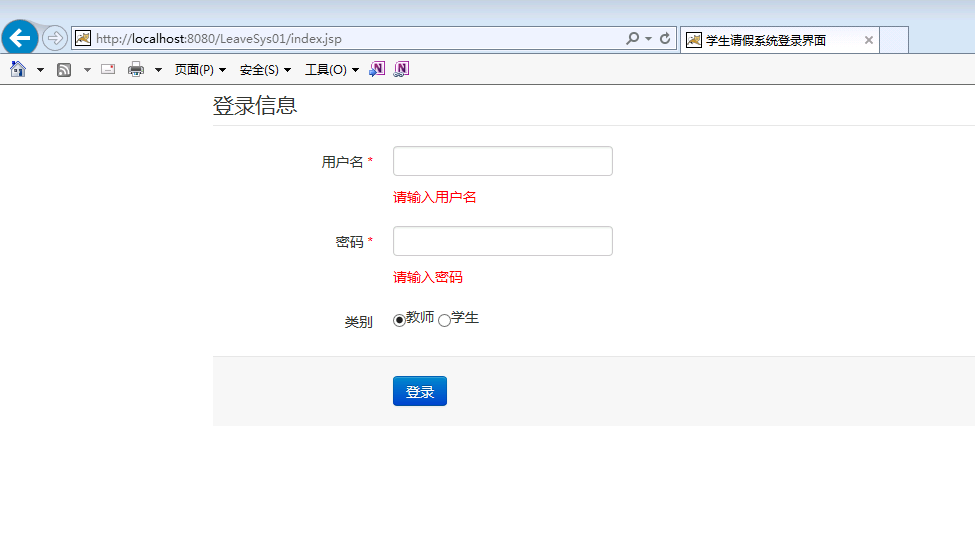 http://localhost:8080/LeaveSys01/index.jsp
学生请假系统登录界面
页面(P) 安全(S) 工具(O)
登录信息
用户名 *
请输入用户名
密码 *
请输入密码
类别 教师 学生
登录